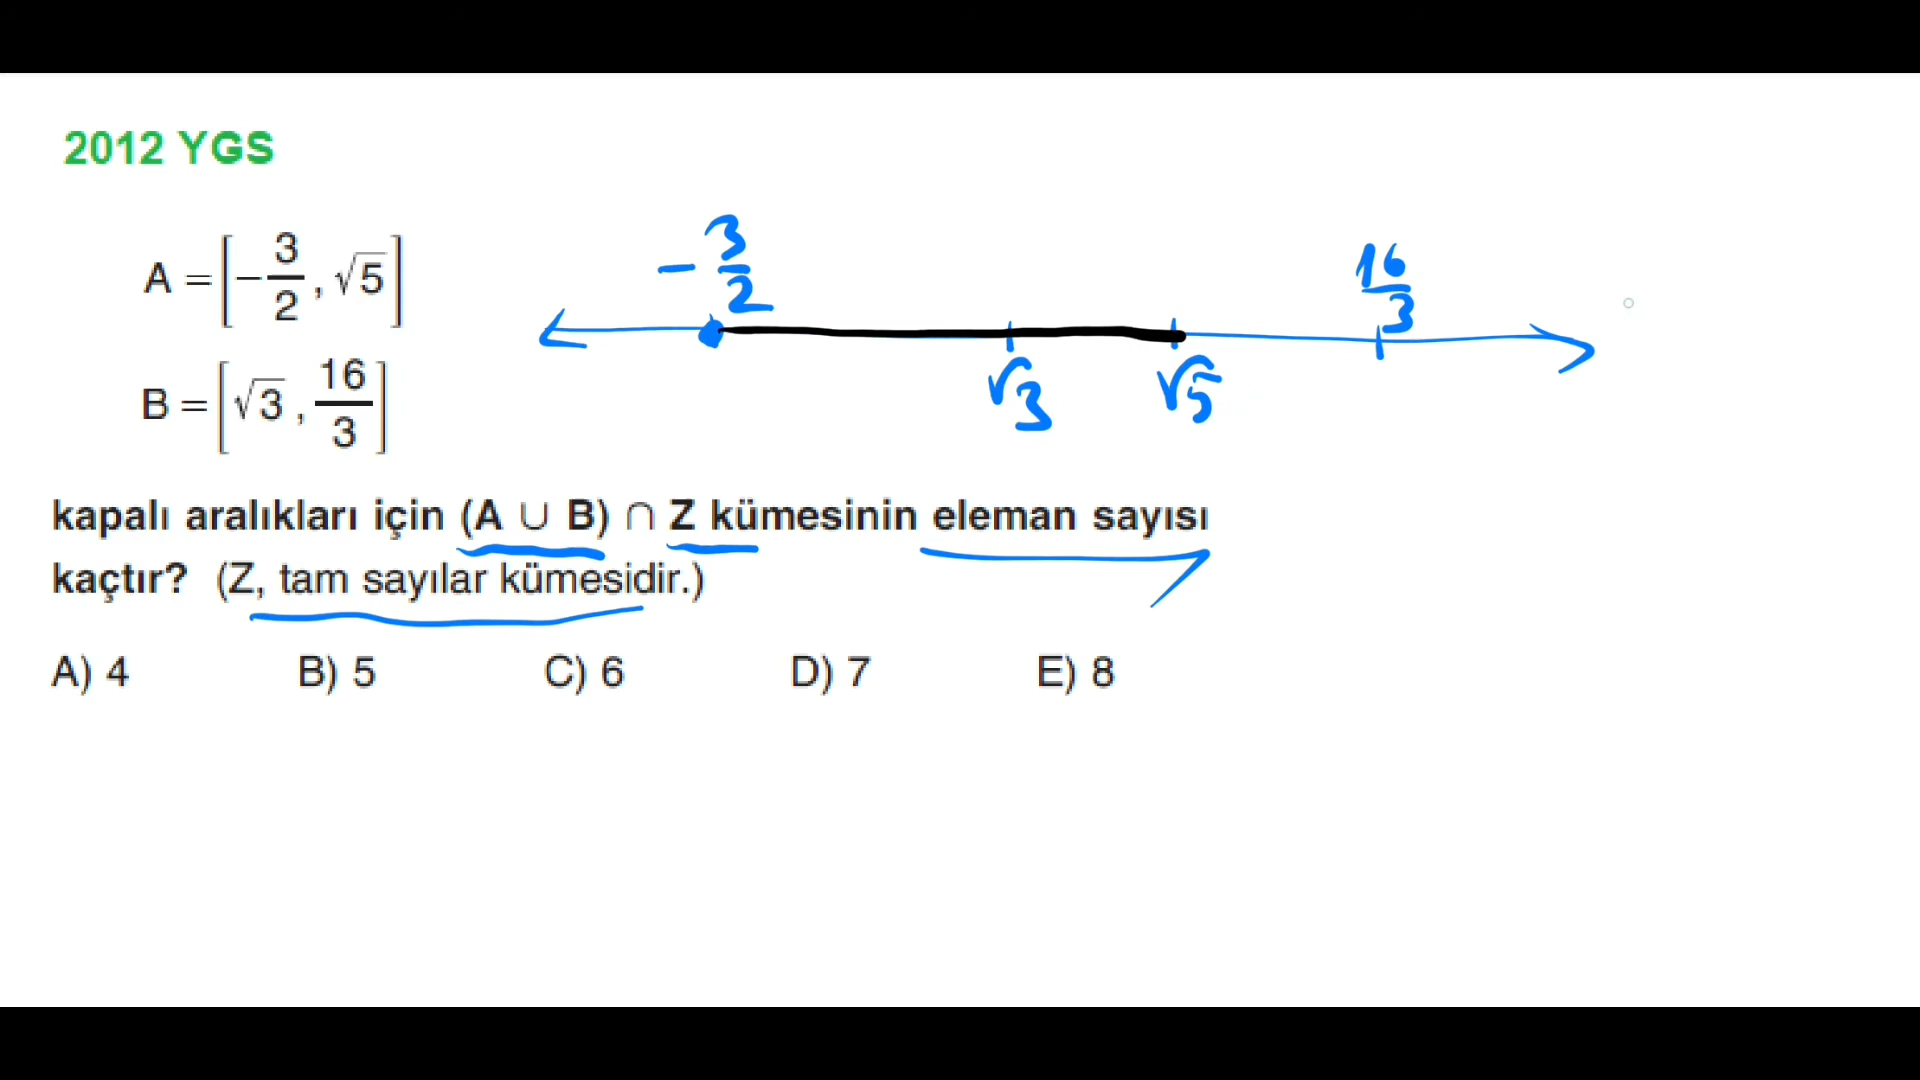 2012 YGS
A = [-3/2, √5]
B = [√3, 16/3]
-3/2
16/3
√3
√5
kapalı aralıkları için (A ∪ B) ∩ Z kümesinin eleman sayısı
kaçtır? (Z, tam sayılar kümesidir.)
A) 4 B) 5 C) 6 D) 7 E) 8